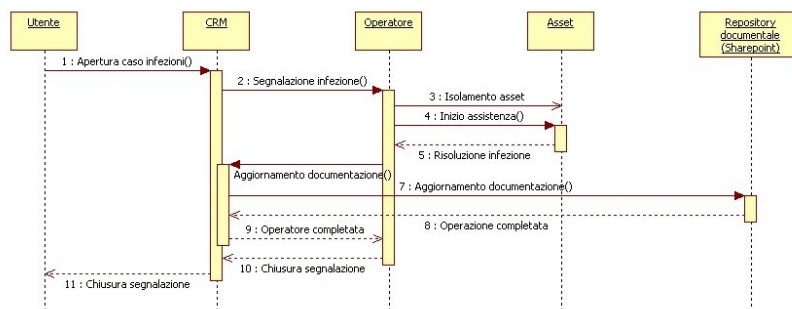 Utente
CRM
Operatore
Asset
Repository
documentale
(Sharepoint)
1 : Apertura caso infezioni()
2 : Segnalazione infezione()
3 : Isolamento asset
4 : Inizio assistenza()
5 : Risoluzione infezione
Aggiornamento documentazione()
7 : Aggiornamento documentazione()
8 : Operazione completata
9 : Operatore completata
10 : Chiusura segnalazione
11 : Chiusura segnalazione